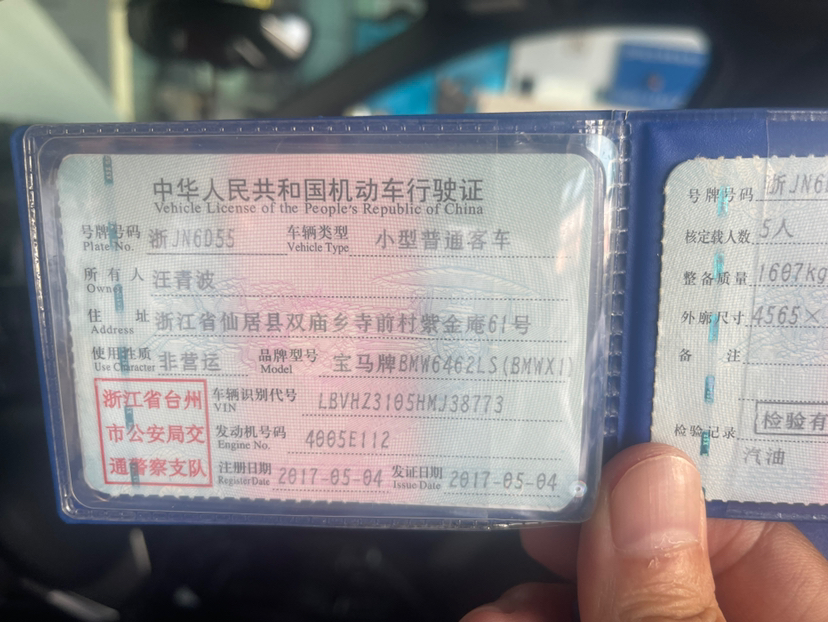 中华人民共和国机动车行驶证
Vehicle License of the People's Republic of China
号牌号码 浙JN6D55 车辆类型 小型普通客车
Plate No. Vehicle Type
所有人 汪青波
Owner
住址 浙江省仙居县双庙乡寺前村紫金庵61号
Address
使用性质 非营运 品牌型号 宝马牌BMW6462LS(BMWX1)
Use Character Model
浙江省台州
市公安局交
通警察支队
车辆识别代号 LBVHZ3105HMJ38773
VIN
发动机号码 4005E112
Engine No.
注册日期 2017-05-04 发证日期 2017-05-04
Register Date Issue Date
号牌号码 浙JN6
核定载人数 5人
整备质量 1607kg
外廓尺寸 4565×
备注
检验记录 检验有
汽油